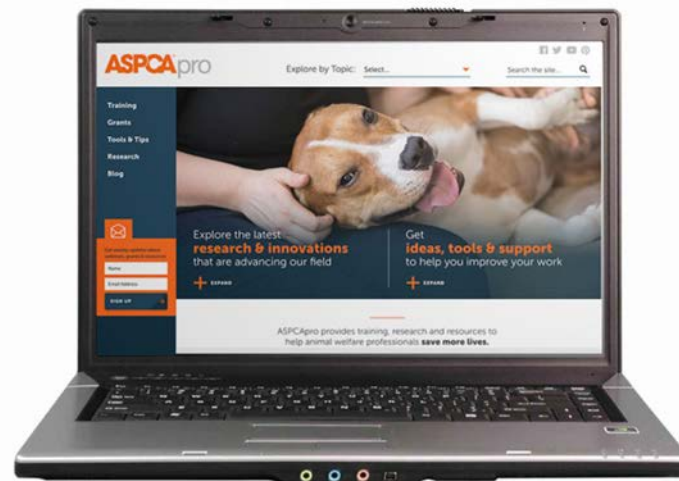 ASPCA pro
Explore by Topic: Select...
Search the site...
Training
Grants
Tools & Tips
Research
Blog
Name
Email Address
SIGN UP
Explore the latest
research & innovations
that are advancing our field
EXPAND
Get
ideas, tools & support
to help you improve your work
EXPAND
ASPCApro provides training, research and resources to
help animal welfare professionals save more lives.